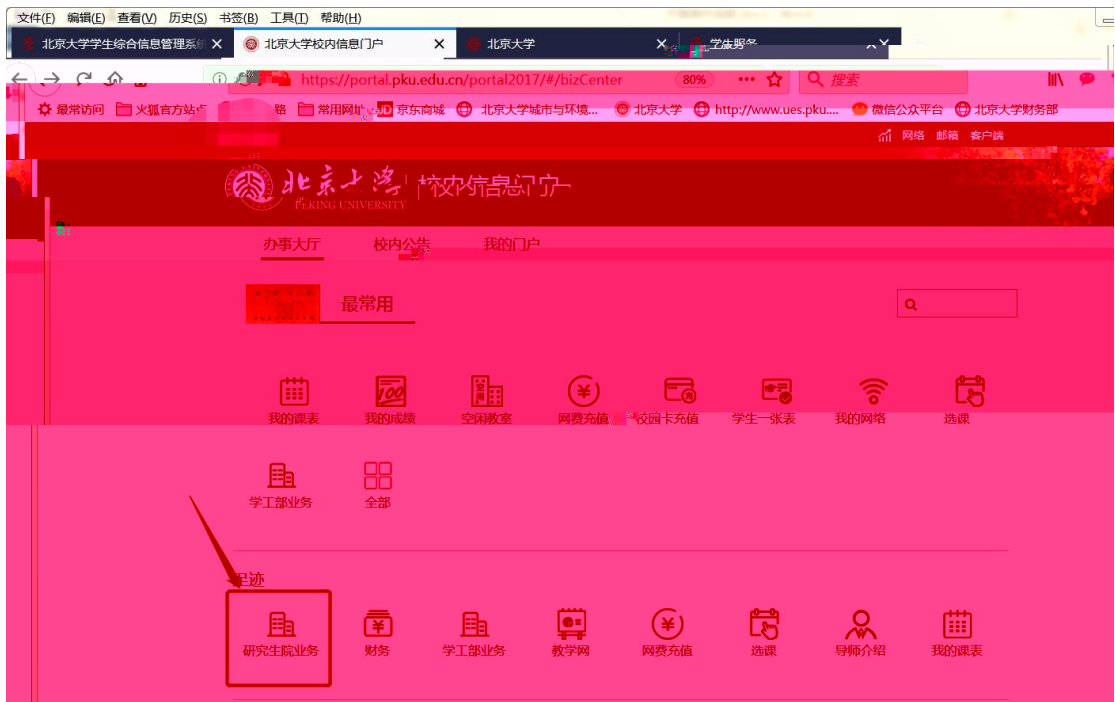 文件(F) 编辑(E) 查看(V) 历史(S) 书签(B) 工具(T) 帮助(H)
北京大学学生综合信息管理系统 北京大学校内信息门户 北京大学
https://portal.pku.edu.cn/portal2017/#/bizCenter 80% 搜索
最常访问 火狐官方站点 常用网址 JD 京东商城 北京大学城市与环境... 北京大学 http://www.ues.pku.... 微信公众平台 北京大学财务部
网络 邮箱 客户端
北京大学 校内信息门户
PEKING UNIVERSITY
办事大厅 校内公告 我的门户
最常用
我的课表 我的成绩 空闲教室 网费充值 校园卡充值 学生一张表 我的网络 选课
学工部业务 全部
足迹
研究生院业务 财务 学工部业务 教学网 网费充值 选课 导师介绍 我的课表